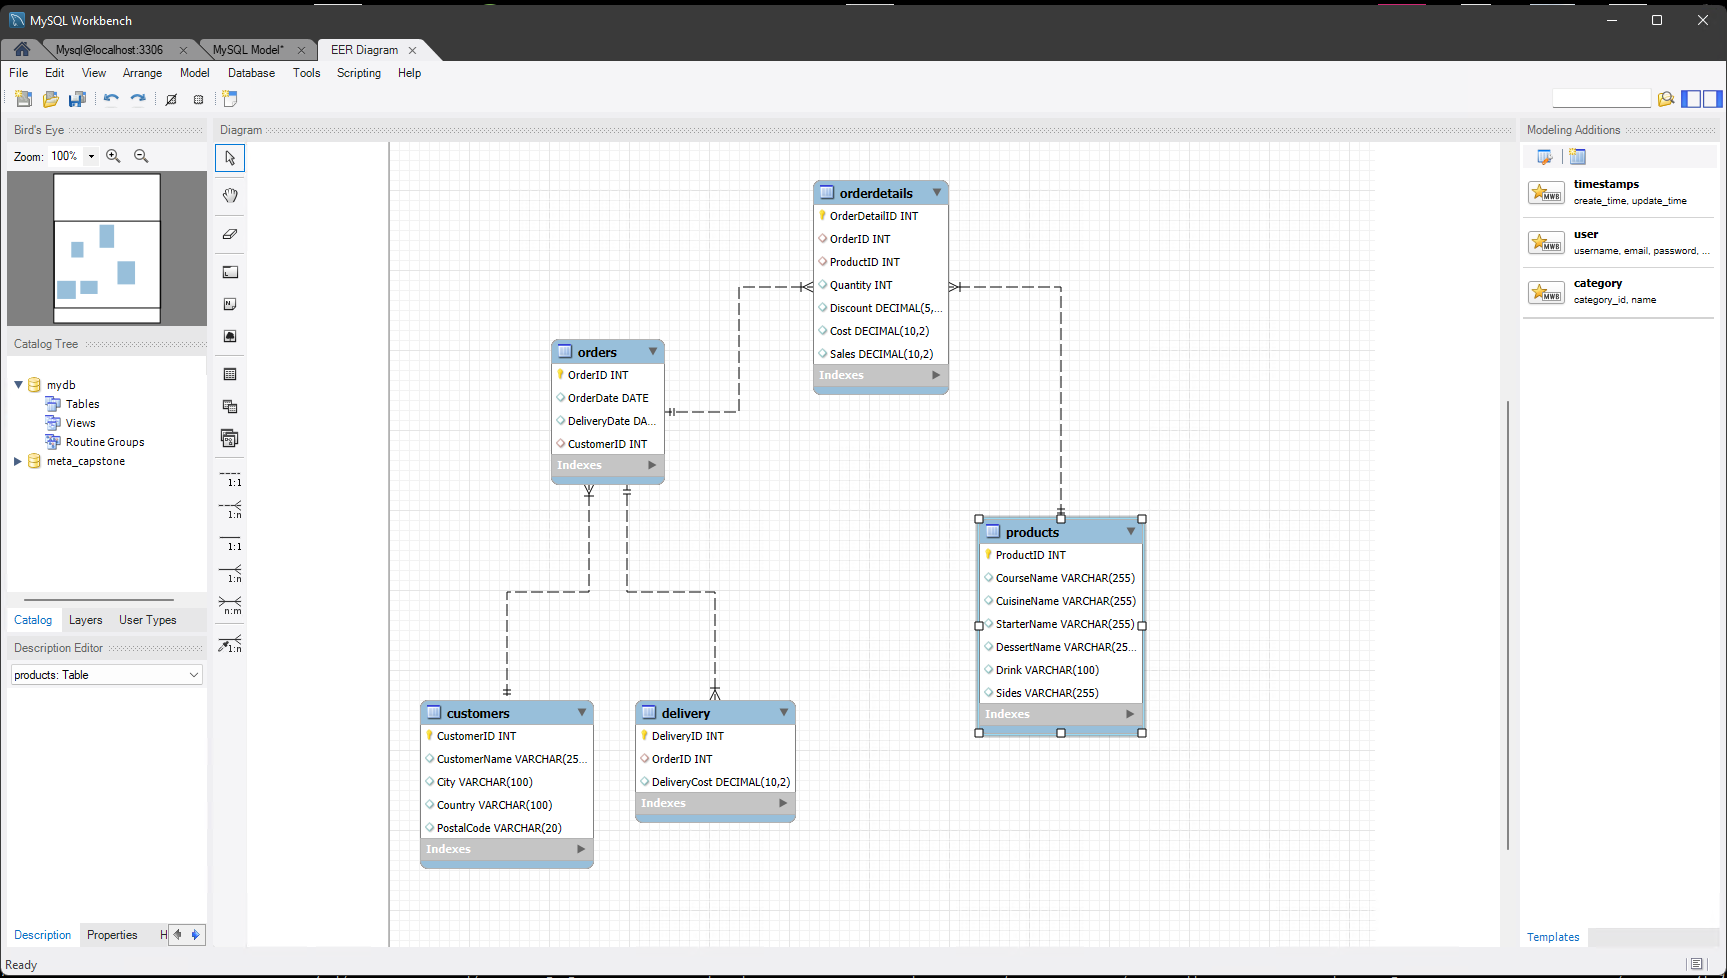 MySQL Workbench
Mysql@localhost:3306
MySQL Model*
EER Diagram
File Edit View Arrange Model Database Tools Scripting Help
Bird's Eye
Zoom: 100%
Catalog Tree
mydb
Tables
Views
Routine Groups
meta_capstone
Catalog Layers User Types
Description Editor
products: Table
Description Properties H
Ready
Diagram
1:1
1:n
1:1
1:n
n:m
1:n
orderdetails
OrderDetailID INT
OrderID INT
ProductID INT
Quantity INT
Discount DECIMAL(5,...
Cost DECIMAL(10,2)
Sales DECIMAL(10,2)
Indexes
orders
OrderID INT
OrderDate DATE
DeliveryDate DA...
CustomerID INT
Indexes
products
ProductID INT
CourseName VARCHAR(255)
CuisineName VARCHAR(255)
StarterName VARCHAR(255)
DessertName VARCHAR(25...
Drink VARCHAR(100)
Sides VARCHAR(255)
Indexes
customers
CustomerID INT
CustomerName VARCHAR(25...
City VARCHAR(100)
Country VARCHAR(100)
PostalCode VARCHAR(20)
Indexes
delivery
DeliveryID INT
OrderID INT
DeliveryCost DECIMAL(10,2)
Indexes
Modeling Additions
MWB
timestamps
create_time, update_time
MWB
user
username, email, password, ...
MWB
category
category_id, name
Templates